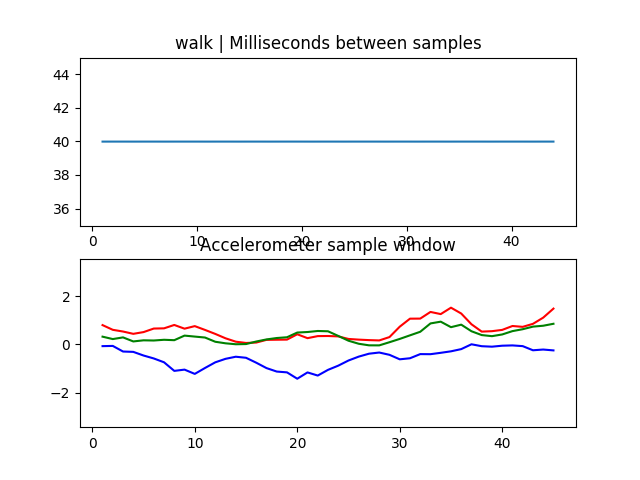 walk | Milliseconds between samples
44
42
40
38
36
0 10 20 30 40
Accelerometer sample window
2
0
−2
0 10 20 30 40